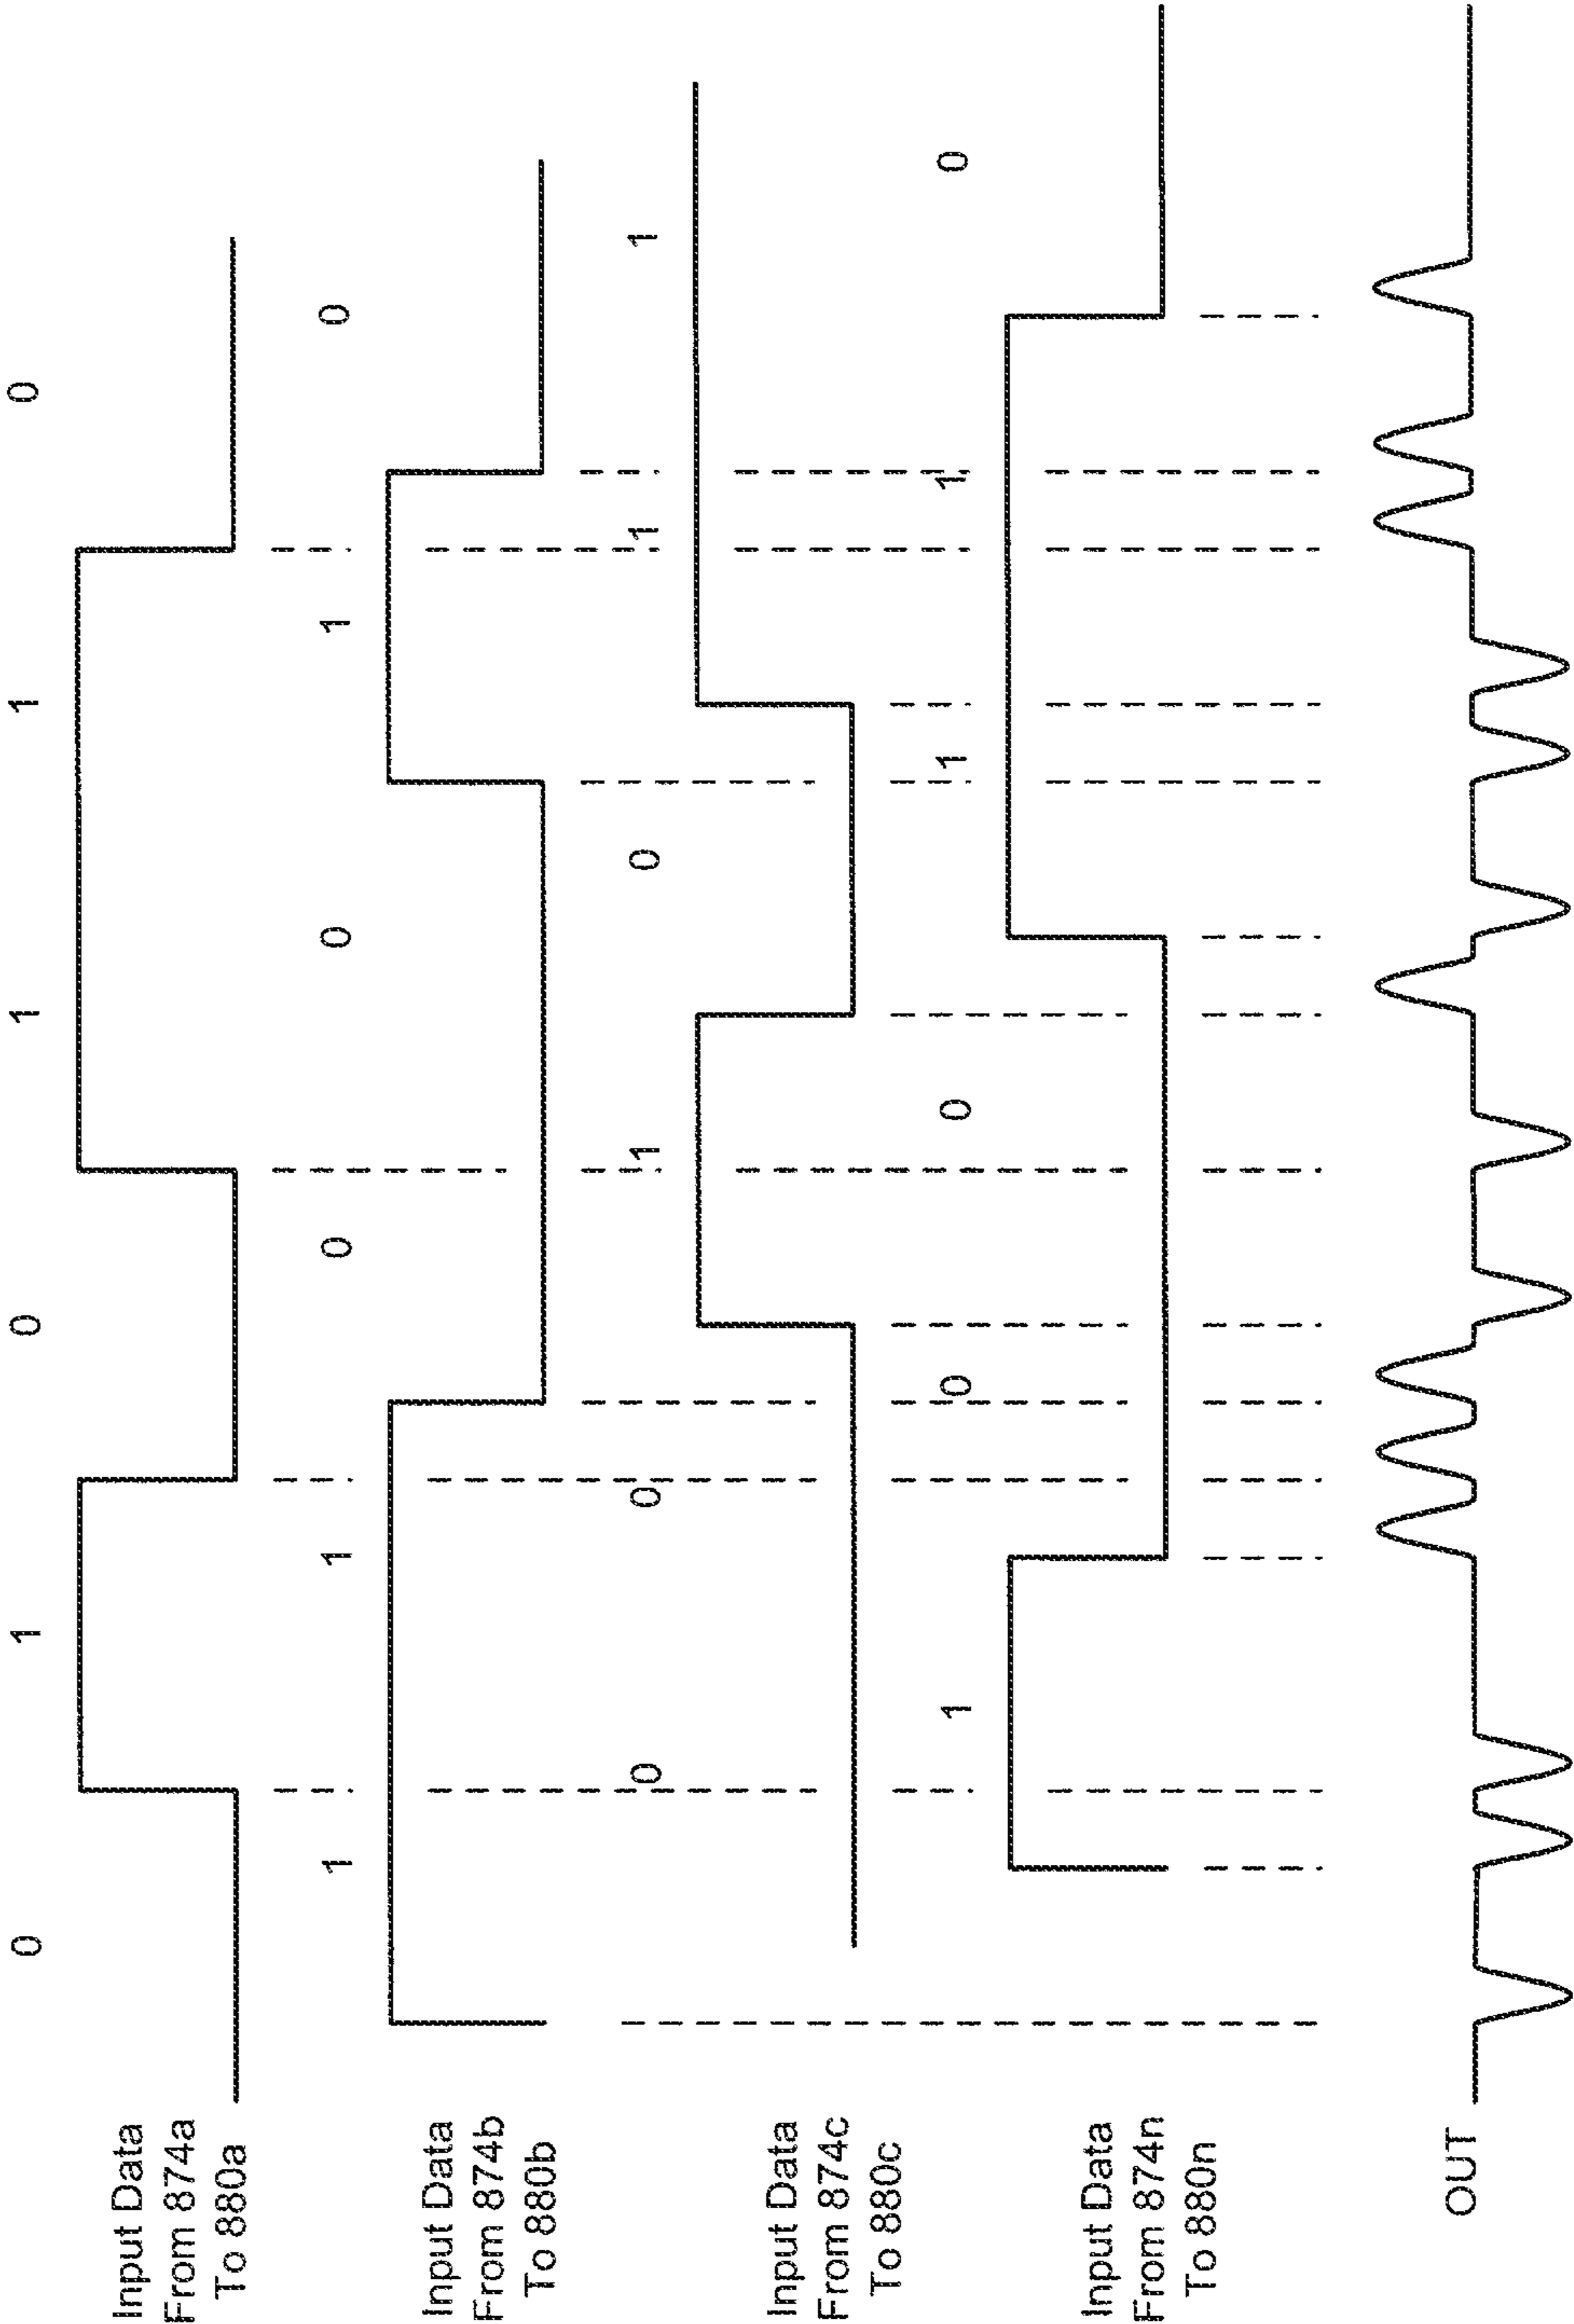 0 1 0 1 1 0
Input Data
From 874a
To 880a
1 1 0 0 1 0
Input Data
From 874b
To 880b
0 0 1 0 1 1
Input Data
From 874c
To 880c
1 0 0 1 1 0
Input Data
From 874n
To 880n
OUT